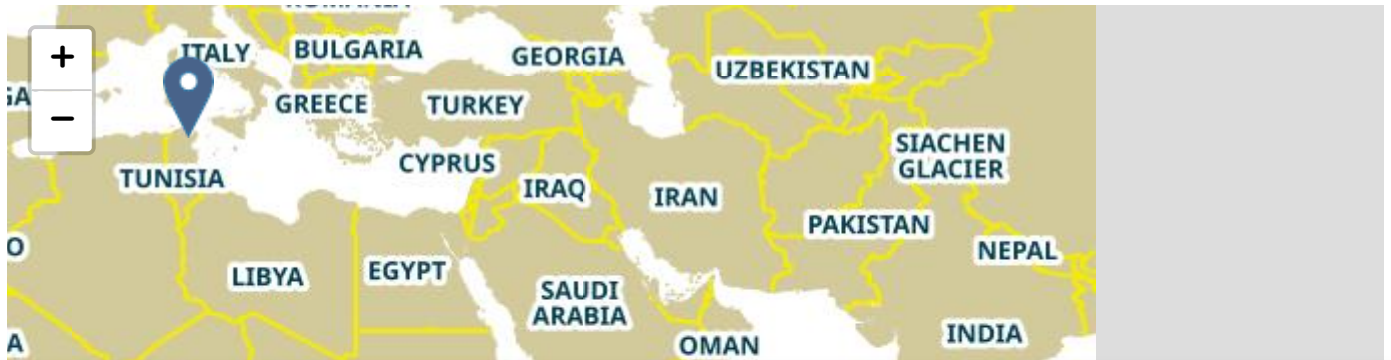 +
ITALY
BULGARIA
GEORGIA
UZBEKISTAN
GREECE
TURKEY
SIACHEN
GLACIER
CYPRUS
TUNISIA
IRAQ
IRAN
PAKISTAN
NEPAL
LIBYA
EGYPT
SAUDI
ARABIA
INDIA
OMAN
−